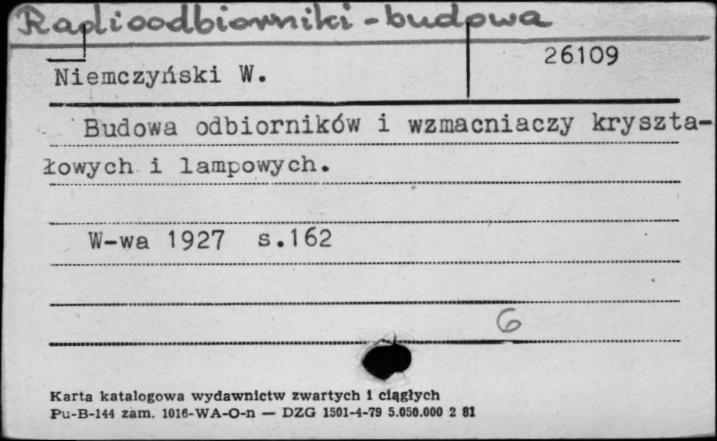 Radioodbiorniki - budowa
26109
Niemczyński W.
Budowa odbiorników i wzmacniaczy kryszta-
łowych i lampowych.
W-wa 1927 s.162
6
Karta katalogowa wydawnictw zwartych i ciągłych
Pu-B-144 zam. 1016-WA-O-n — DZG 1501-4-79 5.050.000 2 81